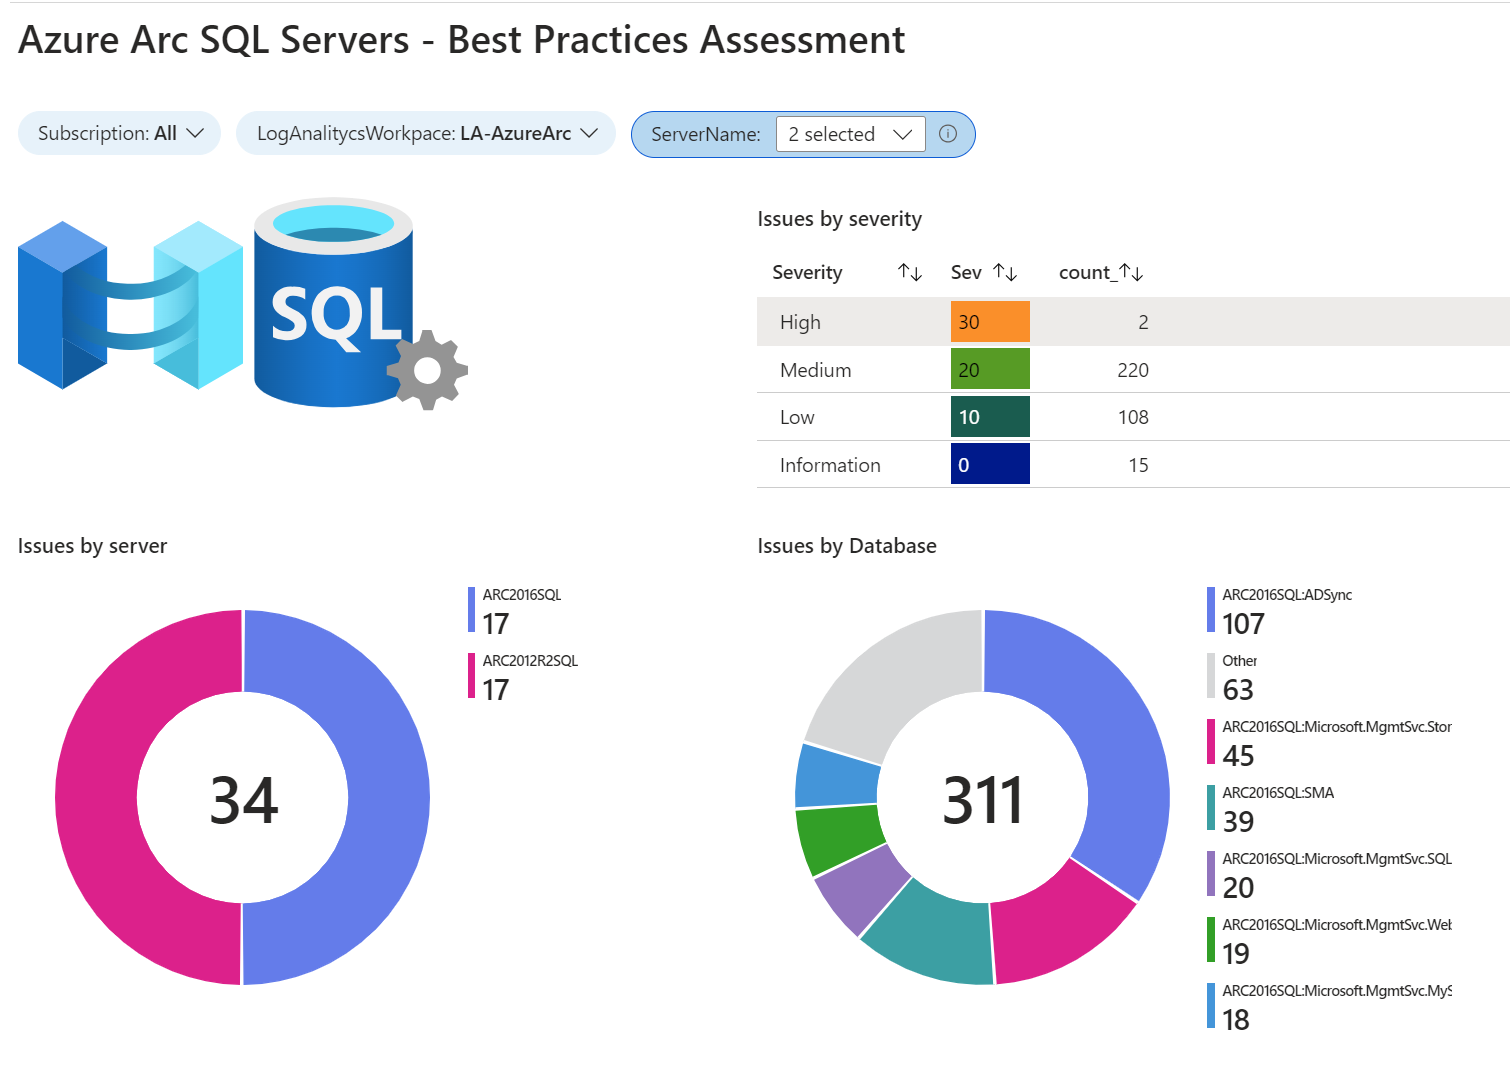 Azure Arc SQL Servers - Best Practices Assessment
Subscription: All
LogAnalitycsWorkpace: LA-AzureArc
ServerName: 2 selected
SQL
Issues by severity
Severity Sev count_
High 30 2
Medium 20 220
Low 10 108
Information 0 15
Issues by server
34
ARC2016SQL
17
ARC2012R2SQL
17
Issues by Database
311
ARC2016SQL:ADSync
107
Other
63
ARC2016SQL:Microsoft.MgmtSvc.Stor
45
ARC2016SQL:SMA
39
ARC2016SQL:Microsoft.MgmtSvc.SQL
20
ARC2016SQL:Microsoft.MgmtSvc.Web
19
ARC2016SQL:Microsoft.MgmtSvc.MyS
18